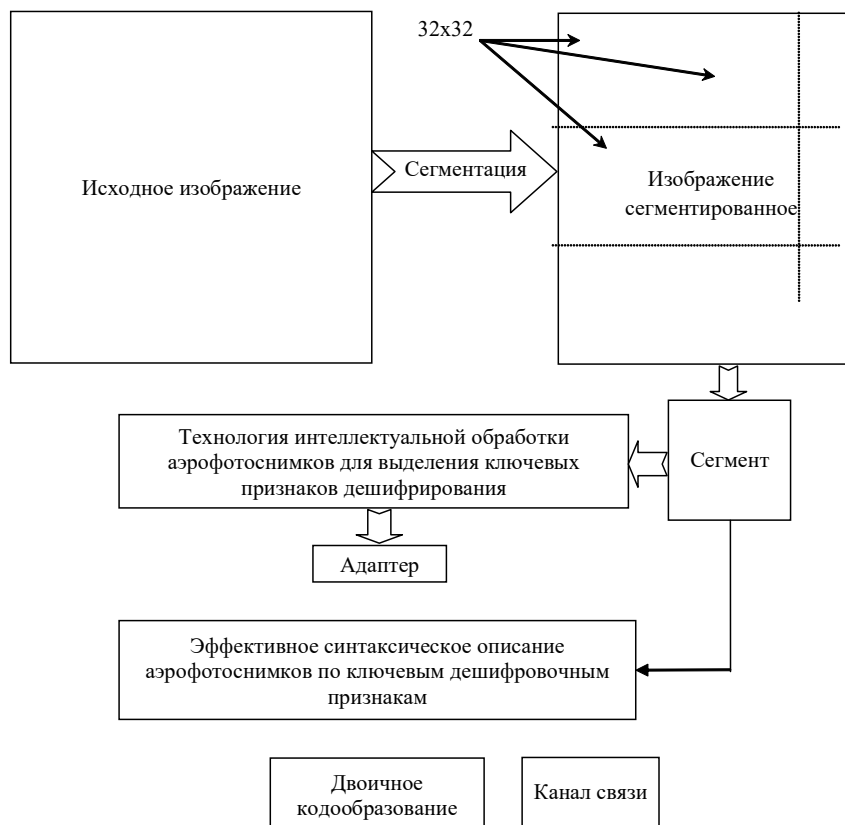 32x32
Исходное изображение
Сегментация
Изображение
сегментированное
Технология интеллектуальной обработки
аэрофотоснимков для выделения ключевых
признаков дешифрирования
Сегмент
Адаптер
Эффективное синтаксическое описание
аэрофотоснимков по ключевым дешифровочным
признакам
Двоичное
кодообразование
Канал связи